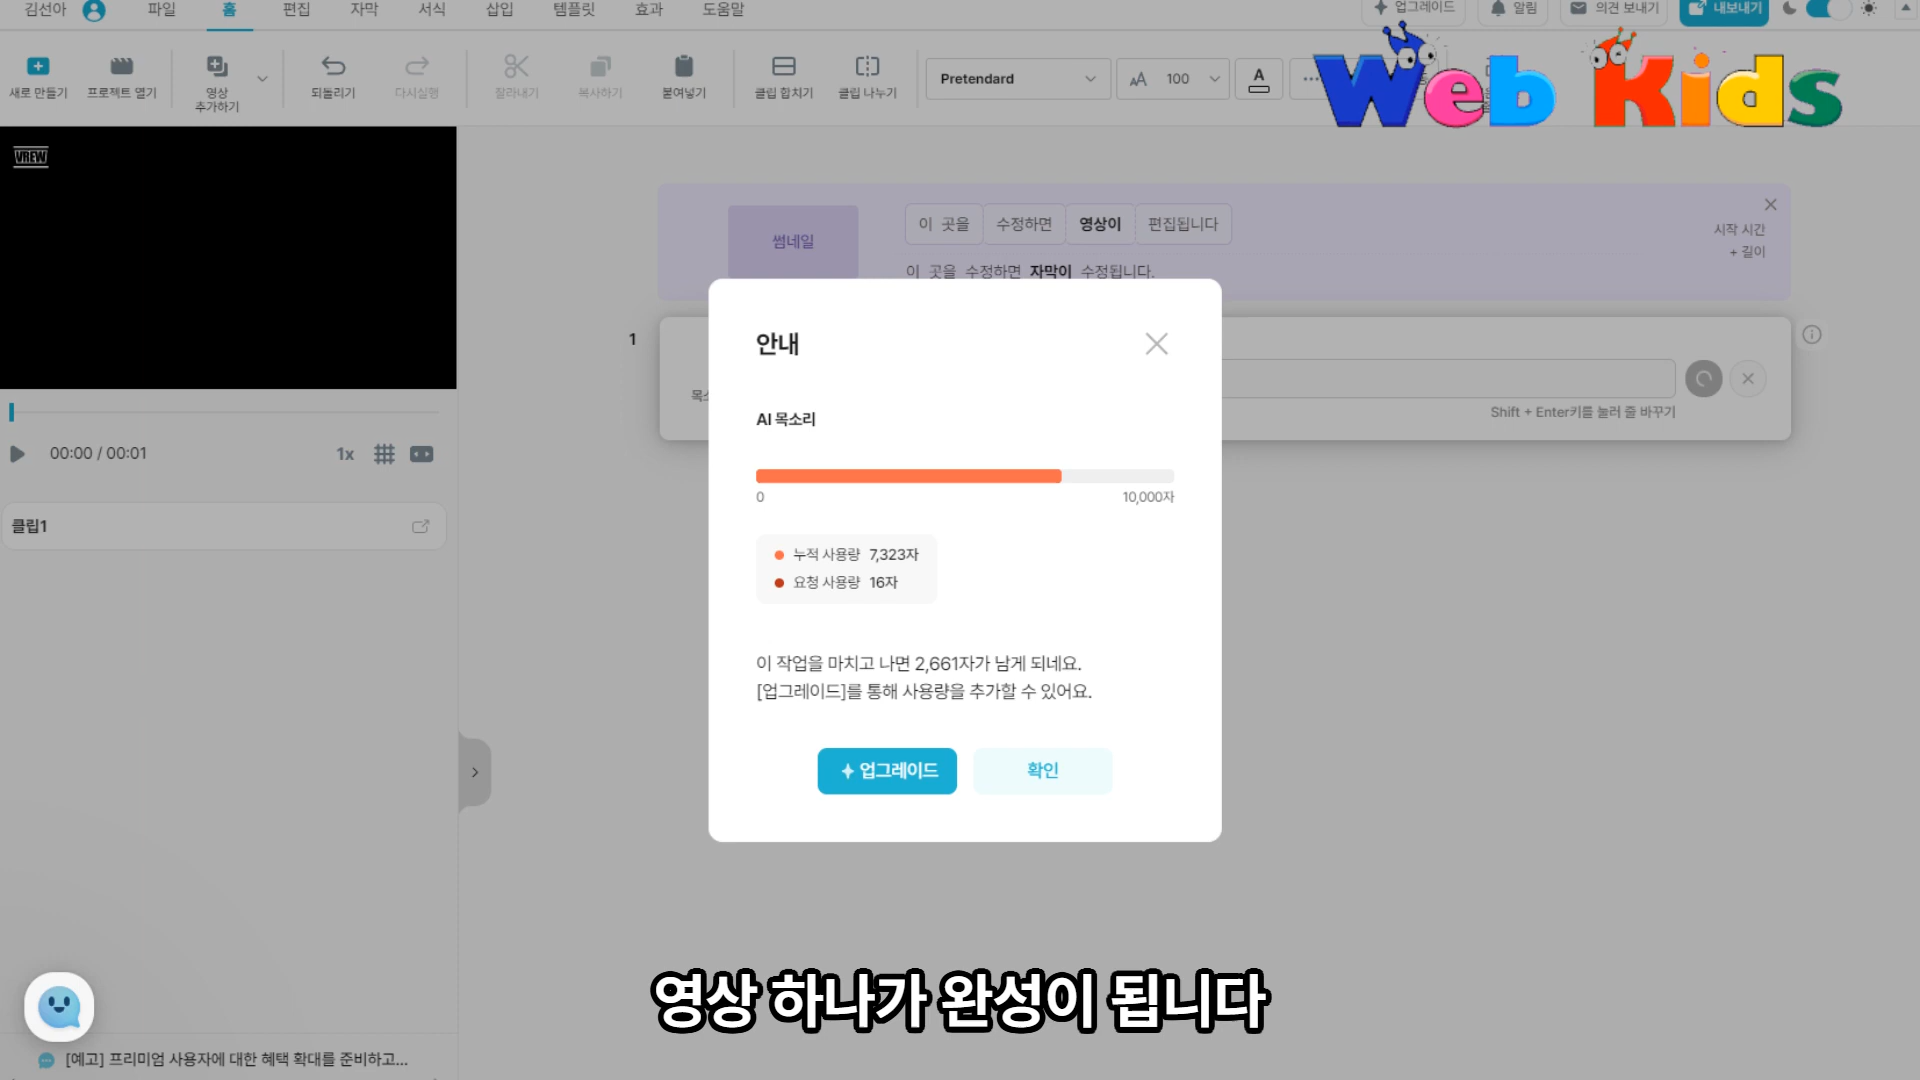 김선아 파일 홈 편집 자막 서식 삽입 템플릿 효과 도움말 업그레이드 알림 의견 보내기 내보내기
새로 만들기 프로젝트 열기 영상 추가하기 되돌리기 다시실행 잘라내기 복사하기 붙여넣기 클립 합치기 클립 나누기 Pretendard 100
Web Kids
VREW
썸네일
이 곳을 수정하면 영상이 편집됩니다
이 곳을 수정하면 자막이 수정됩니다.
시작 시간
+ 길이
1
Shift + Enter키를 눌러 줄 바꾸기
00:00 / 00:01 1x
클립1
안내
AI 목소리
0 10,000자
누적 사용량 7,323자
요청 사용량 16자
이 작업을 마치고 나면 2,661자가 남게 되네요.
[업그레이드]를 통해 사용량을 추가할 수 있어요.
업그레이드 확인
영상 하나가 완성이 됩니다
[예고] 프리미엄 사용자에 대한 혜택 확대를 준비하고...